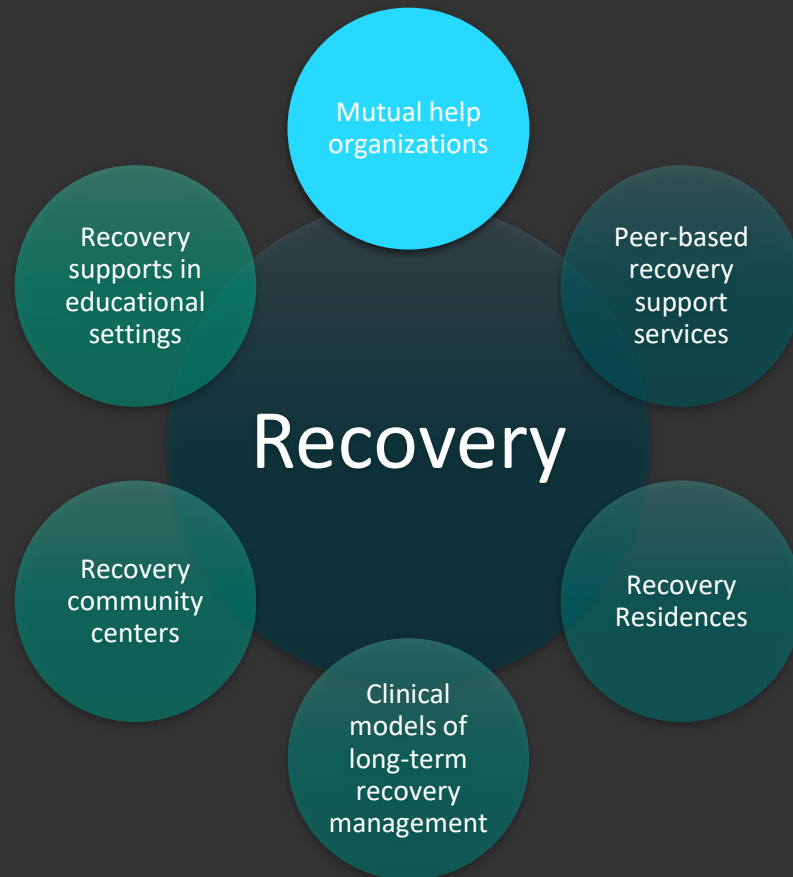 Mutual help
organizations
Recovery
supports in
educational
settings
Peer-based
recovery
support
services
Recovery
Recovery
community
centers
Recovery
Residences
Clinical
models of
long-term
recovery
management